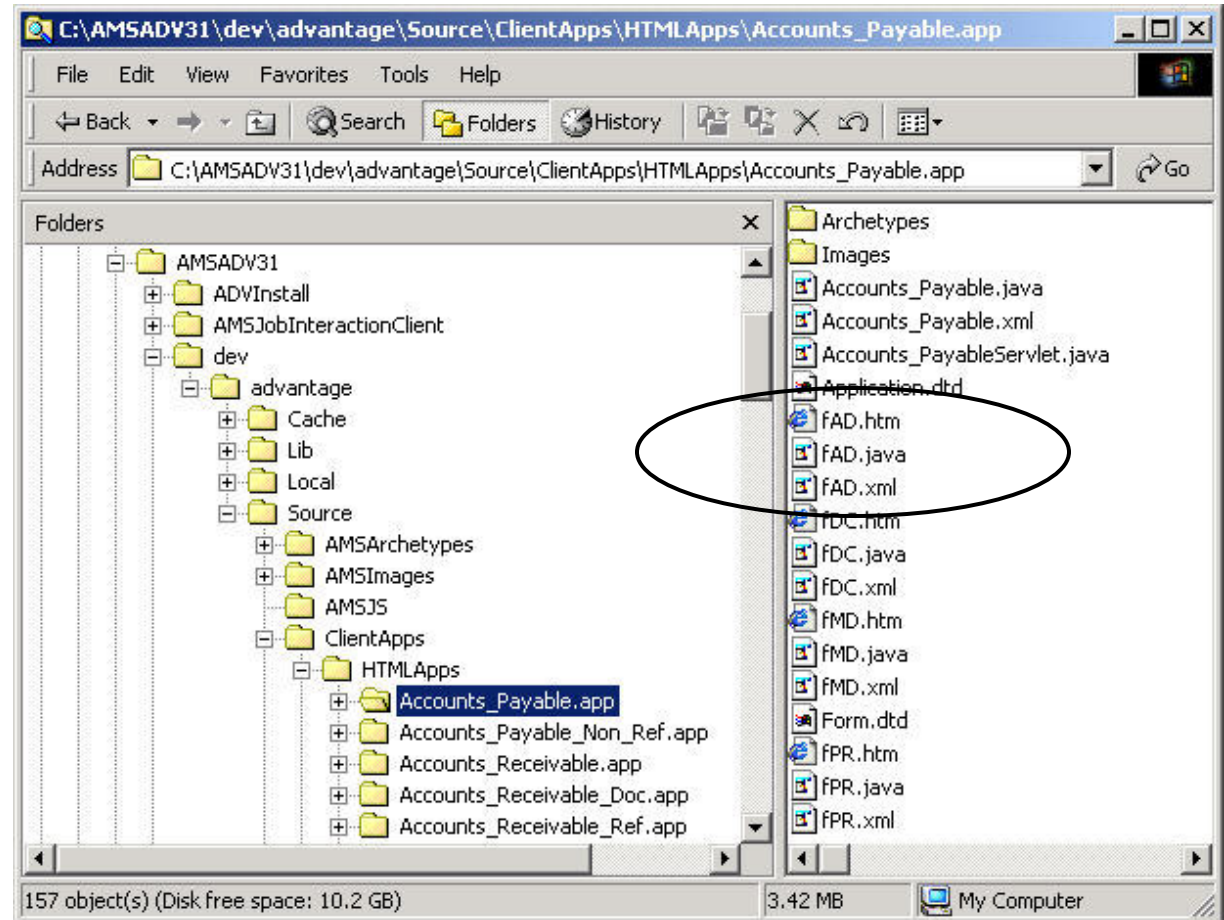 C:\AMSADV31\dev\advantage\Source\ClientApps\HTMLApps\Accounts_Payable.app
File Edit View Favorites Tools Help
Back Search Folders History
Address C:\AMSADV31\dev\advantage\Source\ClientApps\HTMLApps\Accounts_Payable.app Go
Folders
AMSADV31
ADVInstall
AMSJobInteractionClient
dev
advantage
Cache
Lib
Local
Source
AMSArchetypes
AMSImages
AMSJS
ClientApps
HTMLApps
Accounts_Payable.app
Accounts_Payable_Non_Ref.app
Accounts_Receivable.app
Accounts_Receivable_Doc.app
Accounts_Receivable_Ref.app
Archetypes
Images
Accounts_Payable.java
Accounts_Payable.xml
Accounts_PayableServlet.java
Application.dtd
fAD.htm
fAD.java
fAD.xml
fDC.htm
fDC.java
fDC.xml
fMD.htm
fMD.java
fMD.xml
Form.dtd
fPR.htm
fPR.java
fPR.xml
157 object(s) (Disk free space: 10.2 GB) 3.42 MB My Computer